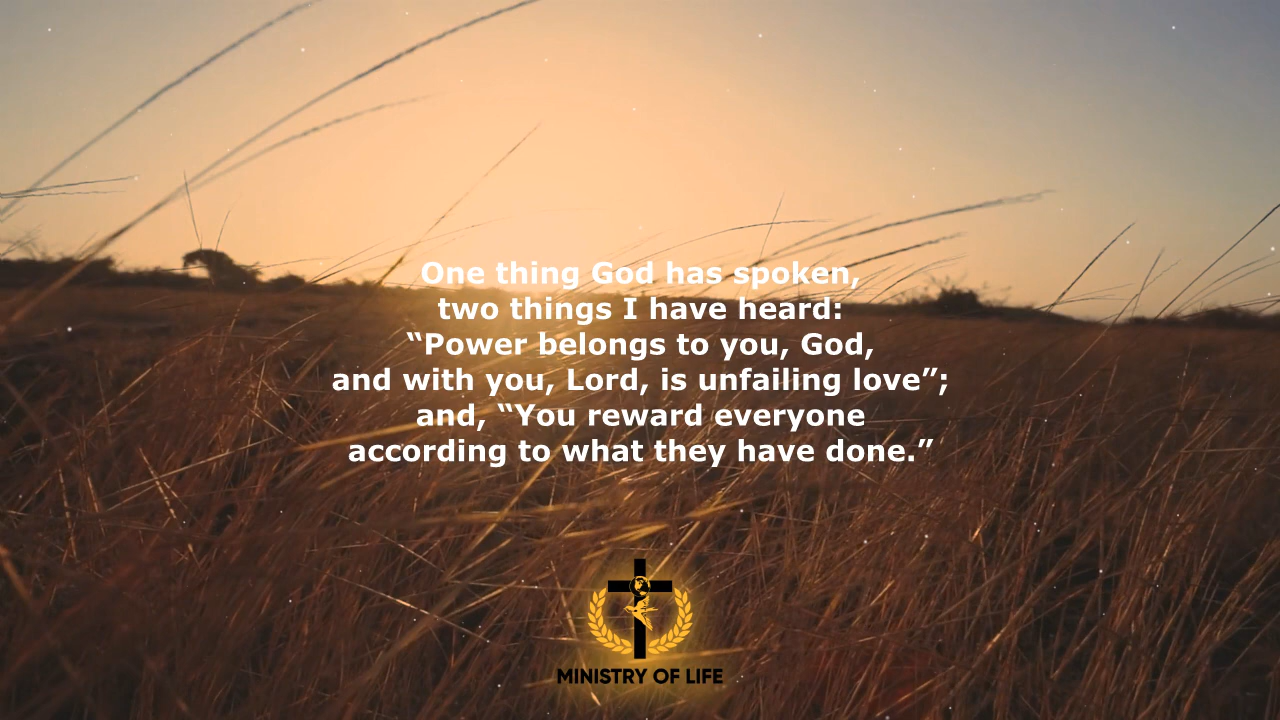 One thing God has spoken,
two things I have heard:
“Power belongs to you, God,
and with you, Lord, is unfailing love”;
and, “You reward everyone
according to what they have done.”
MINISTRY OF LIFE